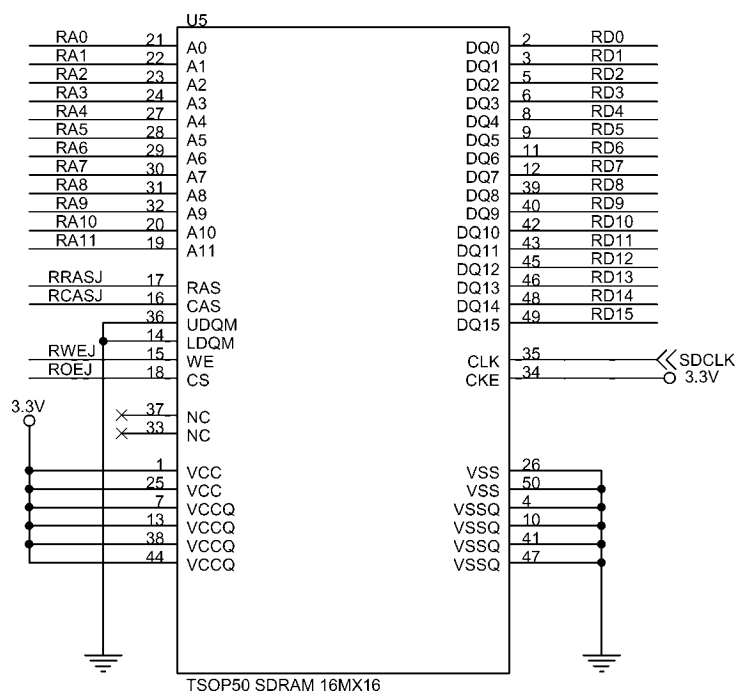 U5
RA0 21 A0 DQ0 2 RD0
RA1 22 A1 DQ1 3 RD1
RA2 23 A2 DQ2 5 RD2
RA3 24 A3 DQ3 6 RD3
RA4 27 A4 DQ4 8 RD4
RA5 28 A5 DQ5 9 RD5
RA6 29 A6 DQ6 11 RD6
RA7 30 A7 DQ7 12 RD7
RA8 31 A8 DQ8 39 RD8
RA9 32 A9 DQ9 40 RD9
RA10 20 A10 DQ10 42 RD10
RA11 19 A11 DQ11 43 RD11
DQ12 45 RD12
RRASJ 17 RAS DQ13 46 RD13
RCASJ 16 CAS DQ14 48 RD14
36 UDQM DQ15 49 RD15
14 LDQM
RWEJ 15 WE CLK 35 SDCLK
ROEJ 18 CS CKE 34 3.3V
3.3V 37 NC
33 NC
1 VCC VSS 26
25 VCC VSS 50
7 VCCQ VSSQ 4
13 VCCQ VSSQ 10
38 VCCQ VSSQ 41
44 VCCQ VSSQ 47
TSOP50 SDRAM 16MX16